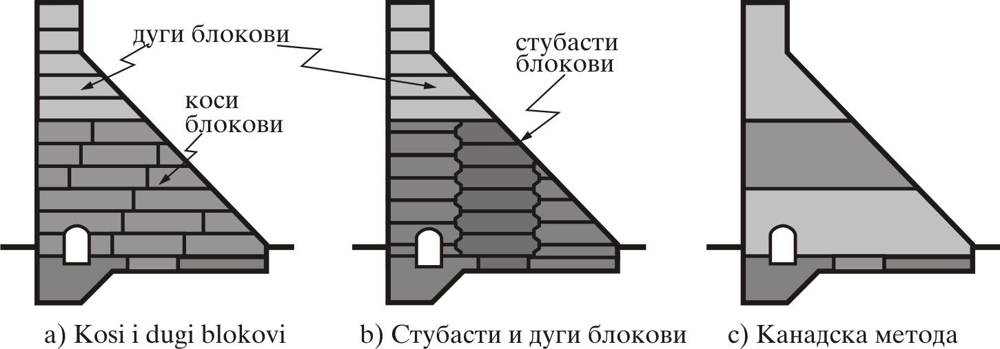 дуги блокови
стубасти
блокови
коси
блокови
a) Kosi i dugi blokovi
b) Стубасти и дуги блокови
c) Канадска метода